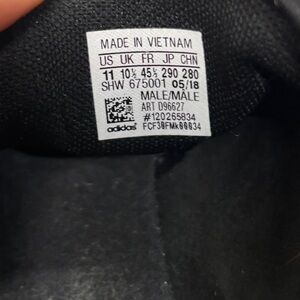 MADE IN VIETNAM
US UK FR JP CHN
11 10½ 45⅓ 290 280
SHW 675001 05/18
MALE/MALE
ART D96627
#120265834
adidas FCF30FMk00034